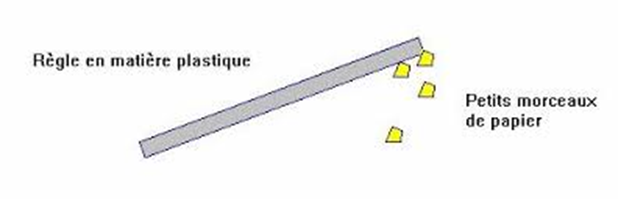 Règle en matière plastique
Petits morceaux
de papier